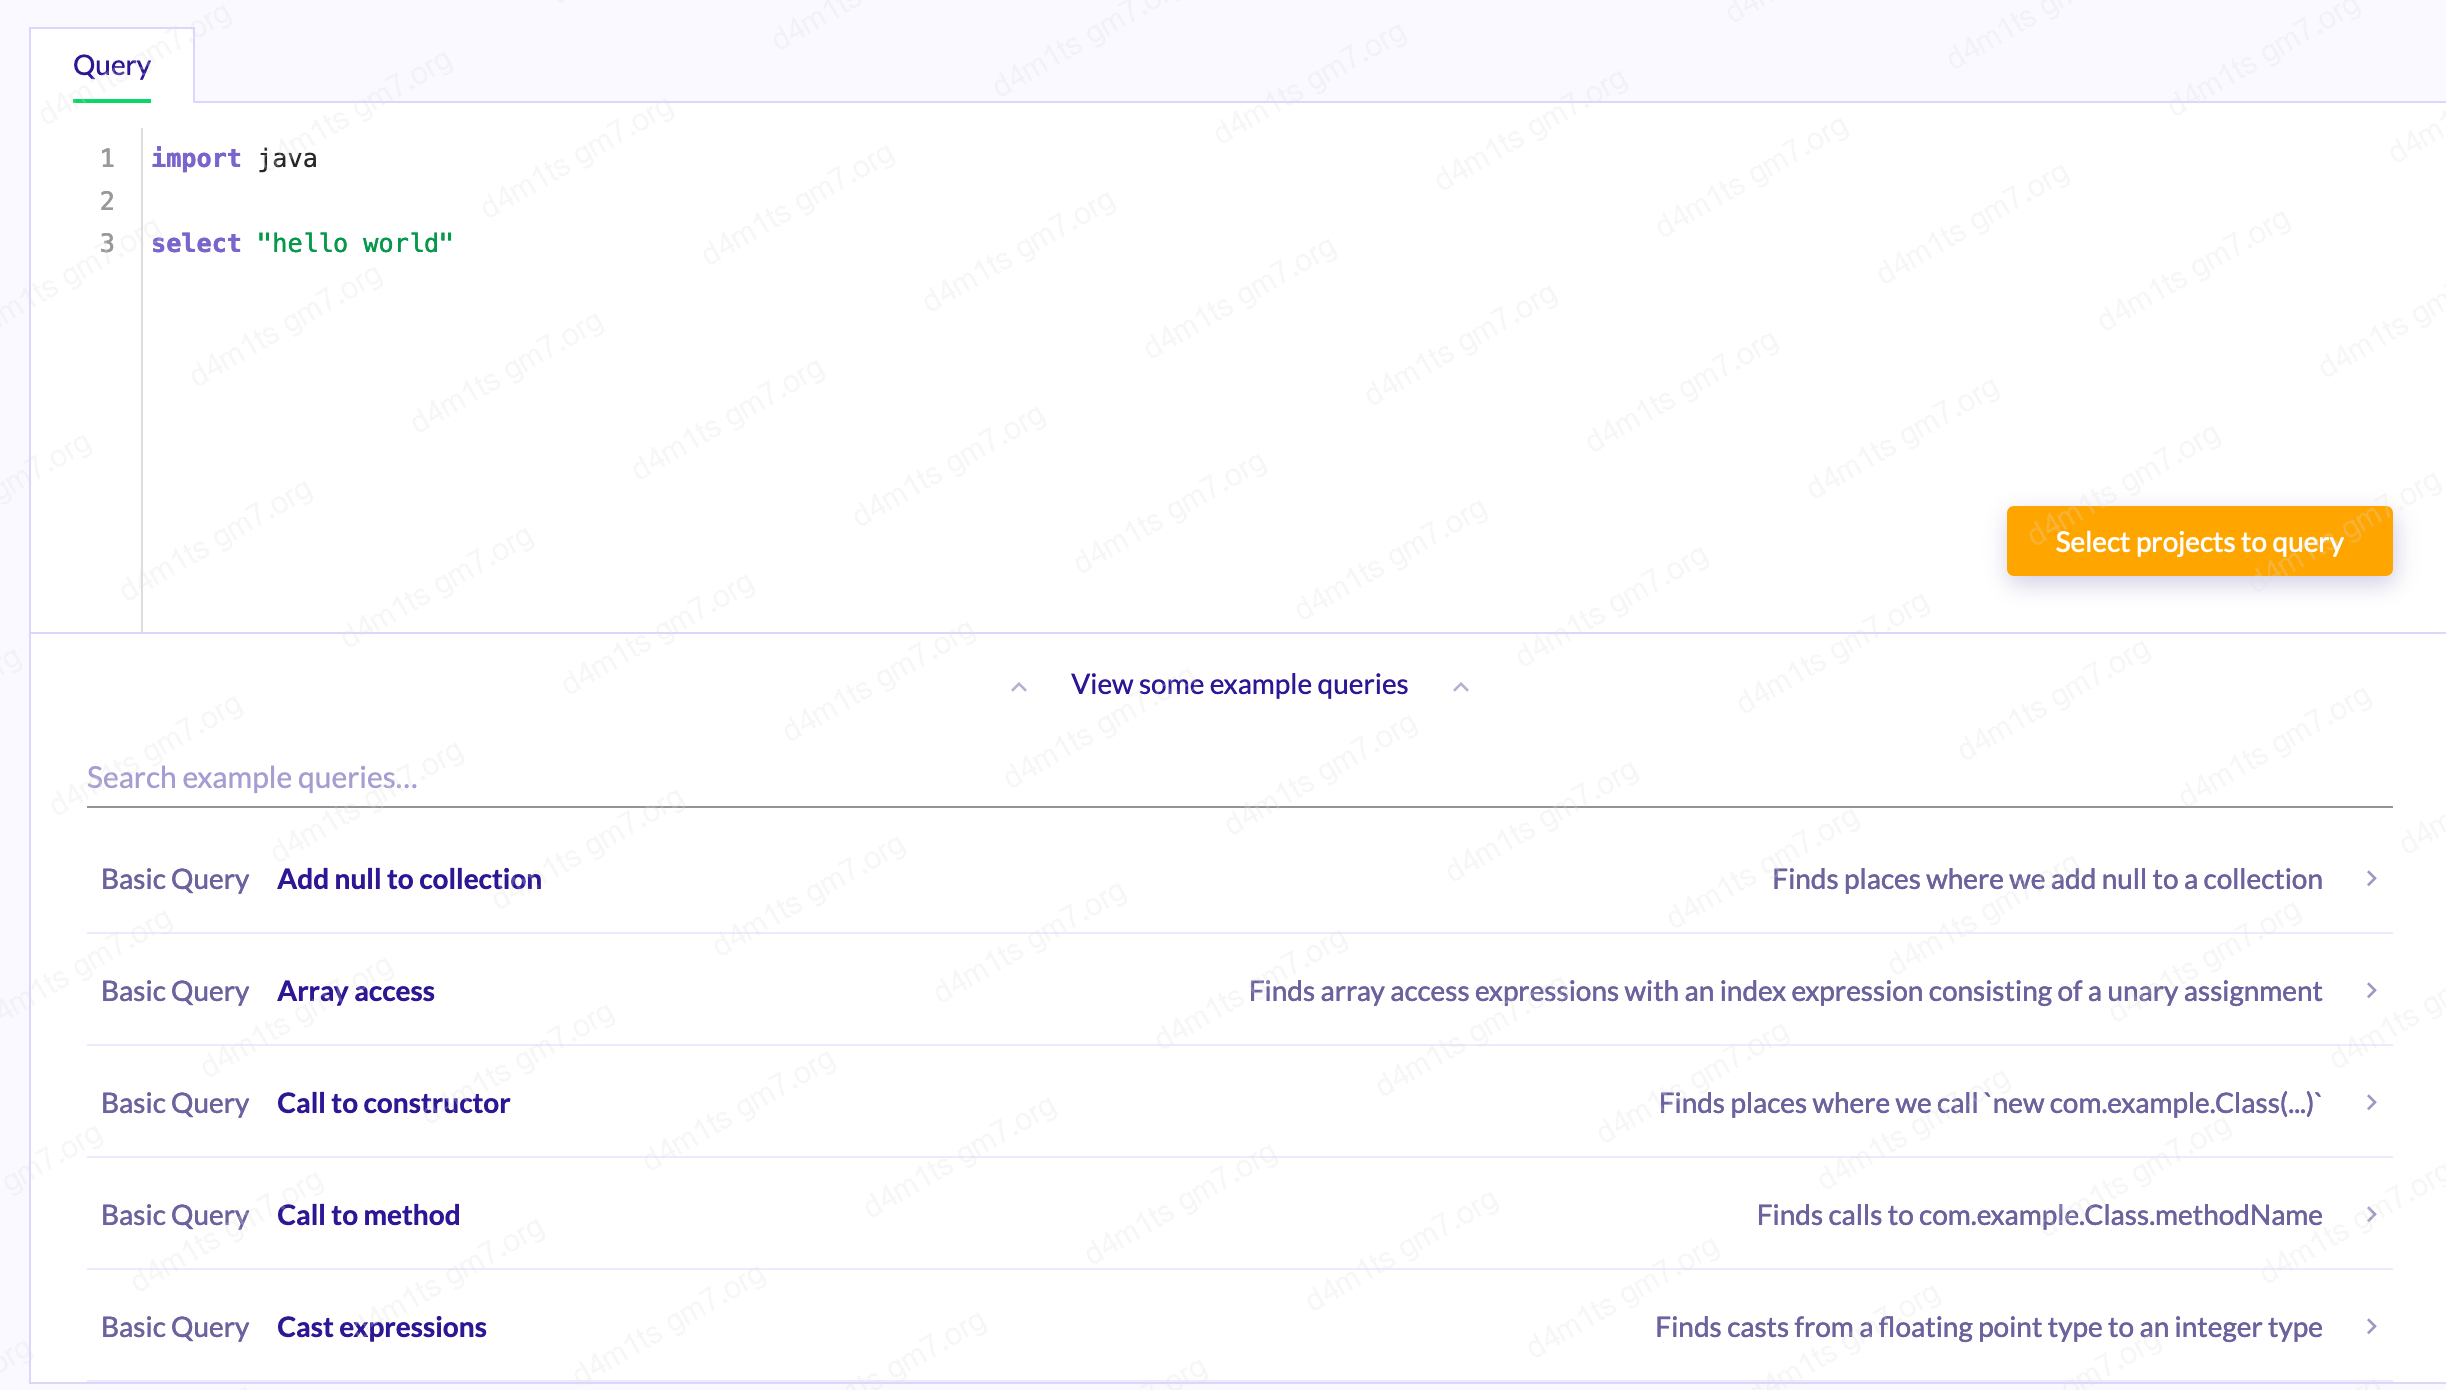 Query
1 import java
2
3 select "hello world"
Select projects to query
View some example queries
Search example queries...
Basic Query Add null to collection Finds places where we add null to a collection
Basic Query Array access Finds array access expressions with an index expression consisting of a unary assignment
Basic Query Call to constructor Finds places where we call `new com.example.Class(...)`
Basic Query Call to method Finds calls to com.example.Class.methodName
Basic Query Cast expressions Finds casts from a floating point type to an integer type
d4m1ts gm7.org